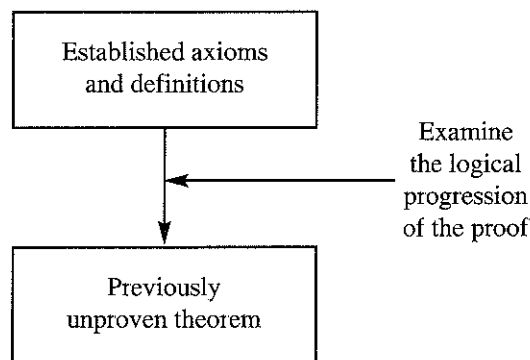 Established axioms
and definitions
Examine
the logical
progression
of the proof
Previously
unproven theorem